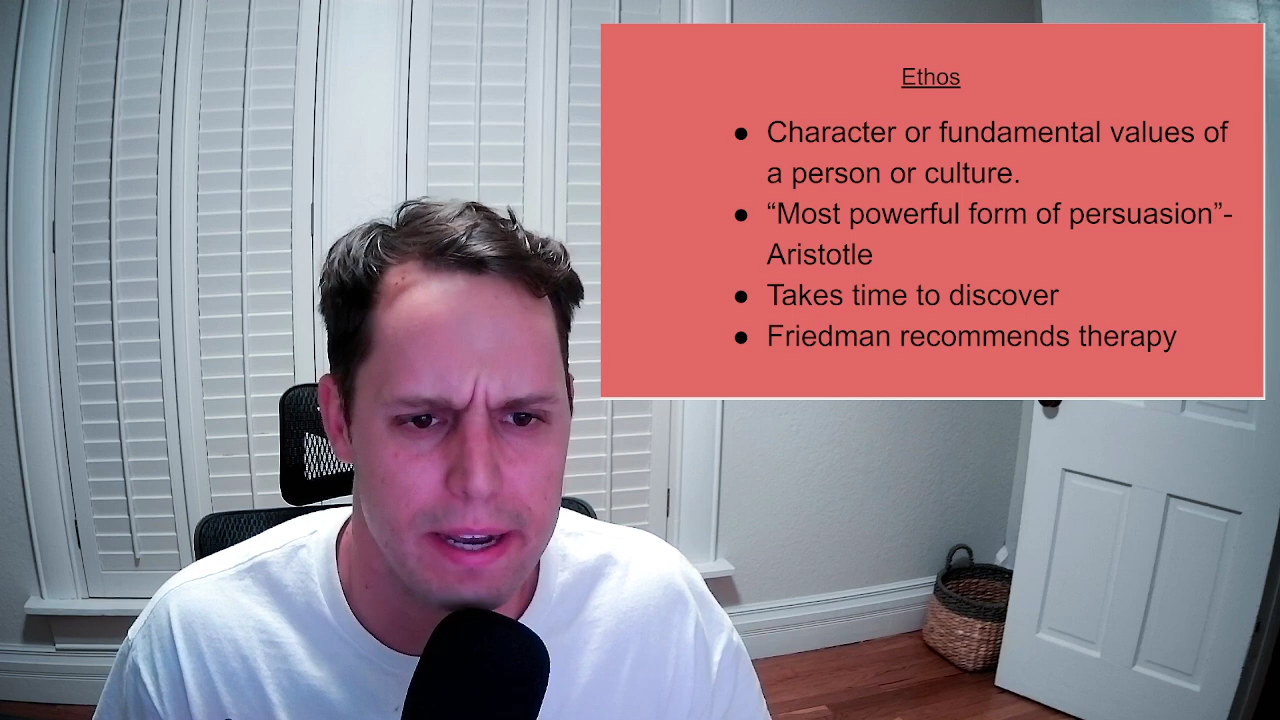 Ethos
● Character or fundamental values of
a person or culture.
● “Most powerful form of persuasion”-
Aristotle
● Takes time to discover
● Friedman recommends therapy